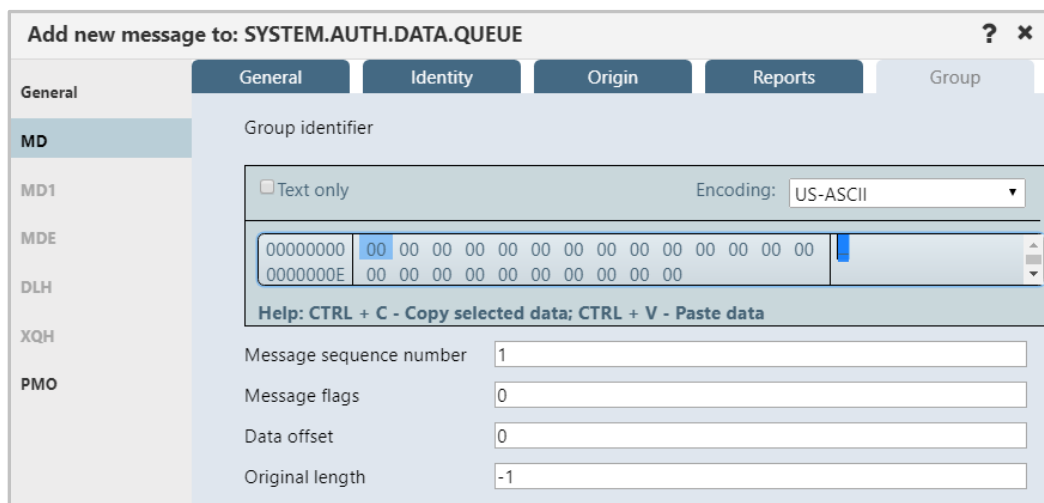 Add new message to: SYSTEM.AUTH.DATA.QUEUE ? ×
General
MD
MD1
MDE
DLH
XQH
PMO
General Identity Origin Reports Group
Group identifier
Text only Encoding: US-ASCII
00000000 00 00 00 00 00 00 00 00 00 00 00 00 00 00
0000000E 00 00 00 00 00 00 00 00 00 00
Help: CTRL + C - Copy selected data; CTRL + V - Paste data
Message sequence number 1
Message flags 0
Data offset 0
Original length -1